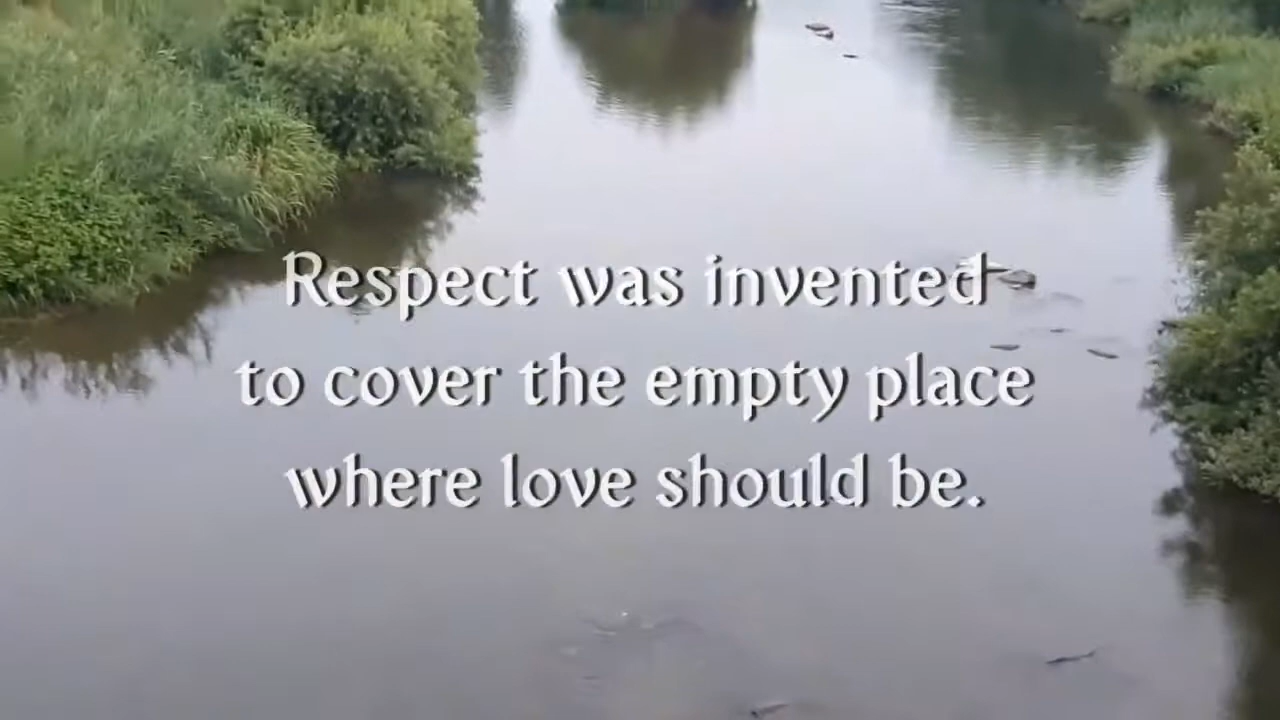 Respect was invented
to cover the empty place
where love should be.